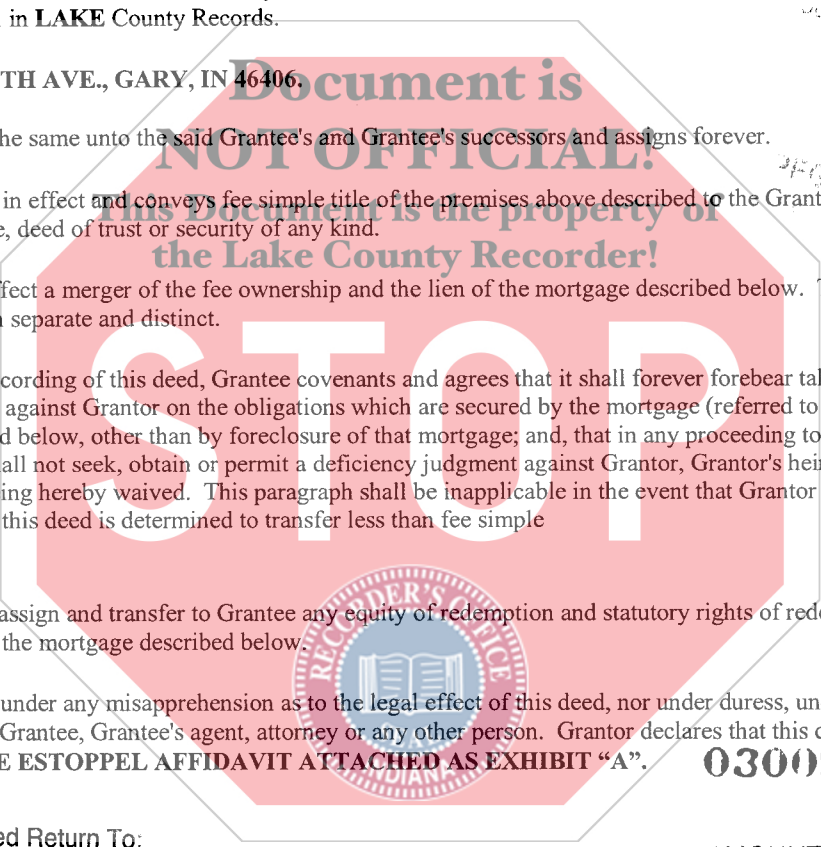 in LAKE County Records.
Document is
TH AVE., GARY, IN 46406.
he same unto the said Grantee's and Grantee's successors and assigns forever.
NOT OFFICIAL!
in effect and conveys fee simple title of the premises above described to the Grant
This Document is the property of
e, deed of trust or security of any kind.
the Lake County Recorder!
fect a merger of the fee ownership and the lien of the mortgage described below.
separate and distinct.
STOP
cording of this deed, Grantee covenants and agrees that it shall forever forebear tal
against Grantor on the obligations which are secured by the mortgage (referred to
d below, other than by foreclosure of that mortgage; and, that in any proceeding to
all not seek, obtain or permit a deficiency judgment against Grantor, Grantor's heir
ing hereby waived. This paragraph shall be inapplicable in the event that Grantor
this deed is determined to transfer less than fee simple
RECORDER'S OFFICE
assign and transfer to Grantee any equity of redemption and statutory rights of rede
the mortgage described below.
under any misapprehension as to the legal effect of this deed, nor under duress, un
Grantee, Grantee's agent, attorney or any other person. Grantor declares that this d
E ESTOPPEL AFFIDAVIT ATTACHED AS EXHIBIT “A”.
INDIANA
0300
ed Return To: